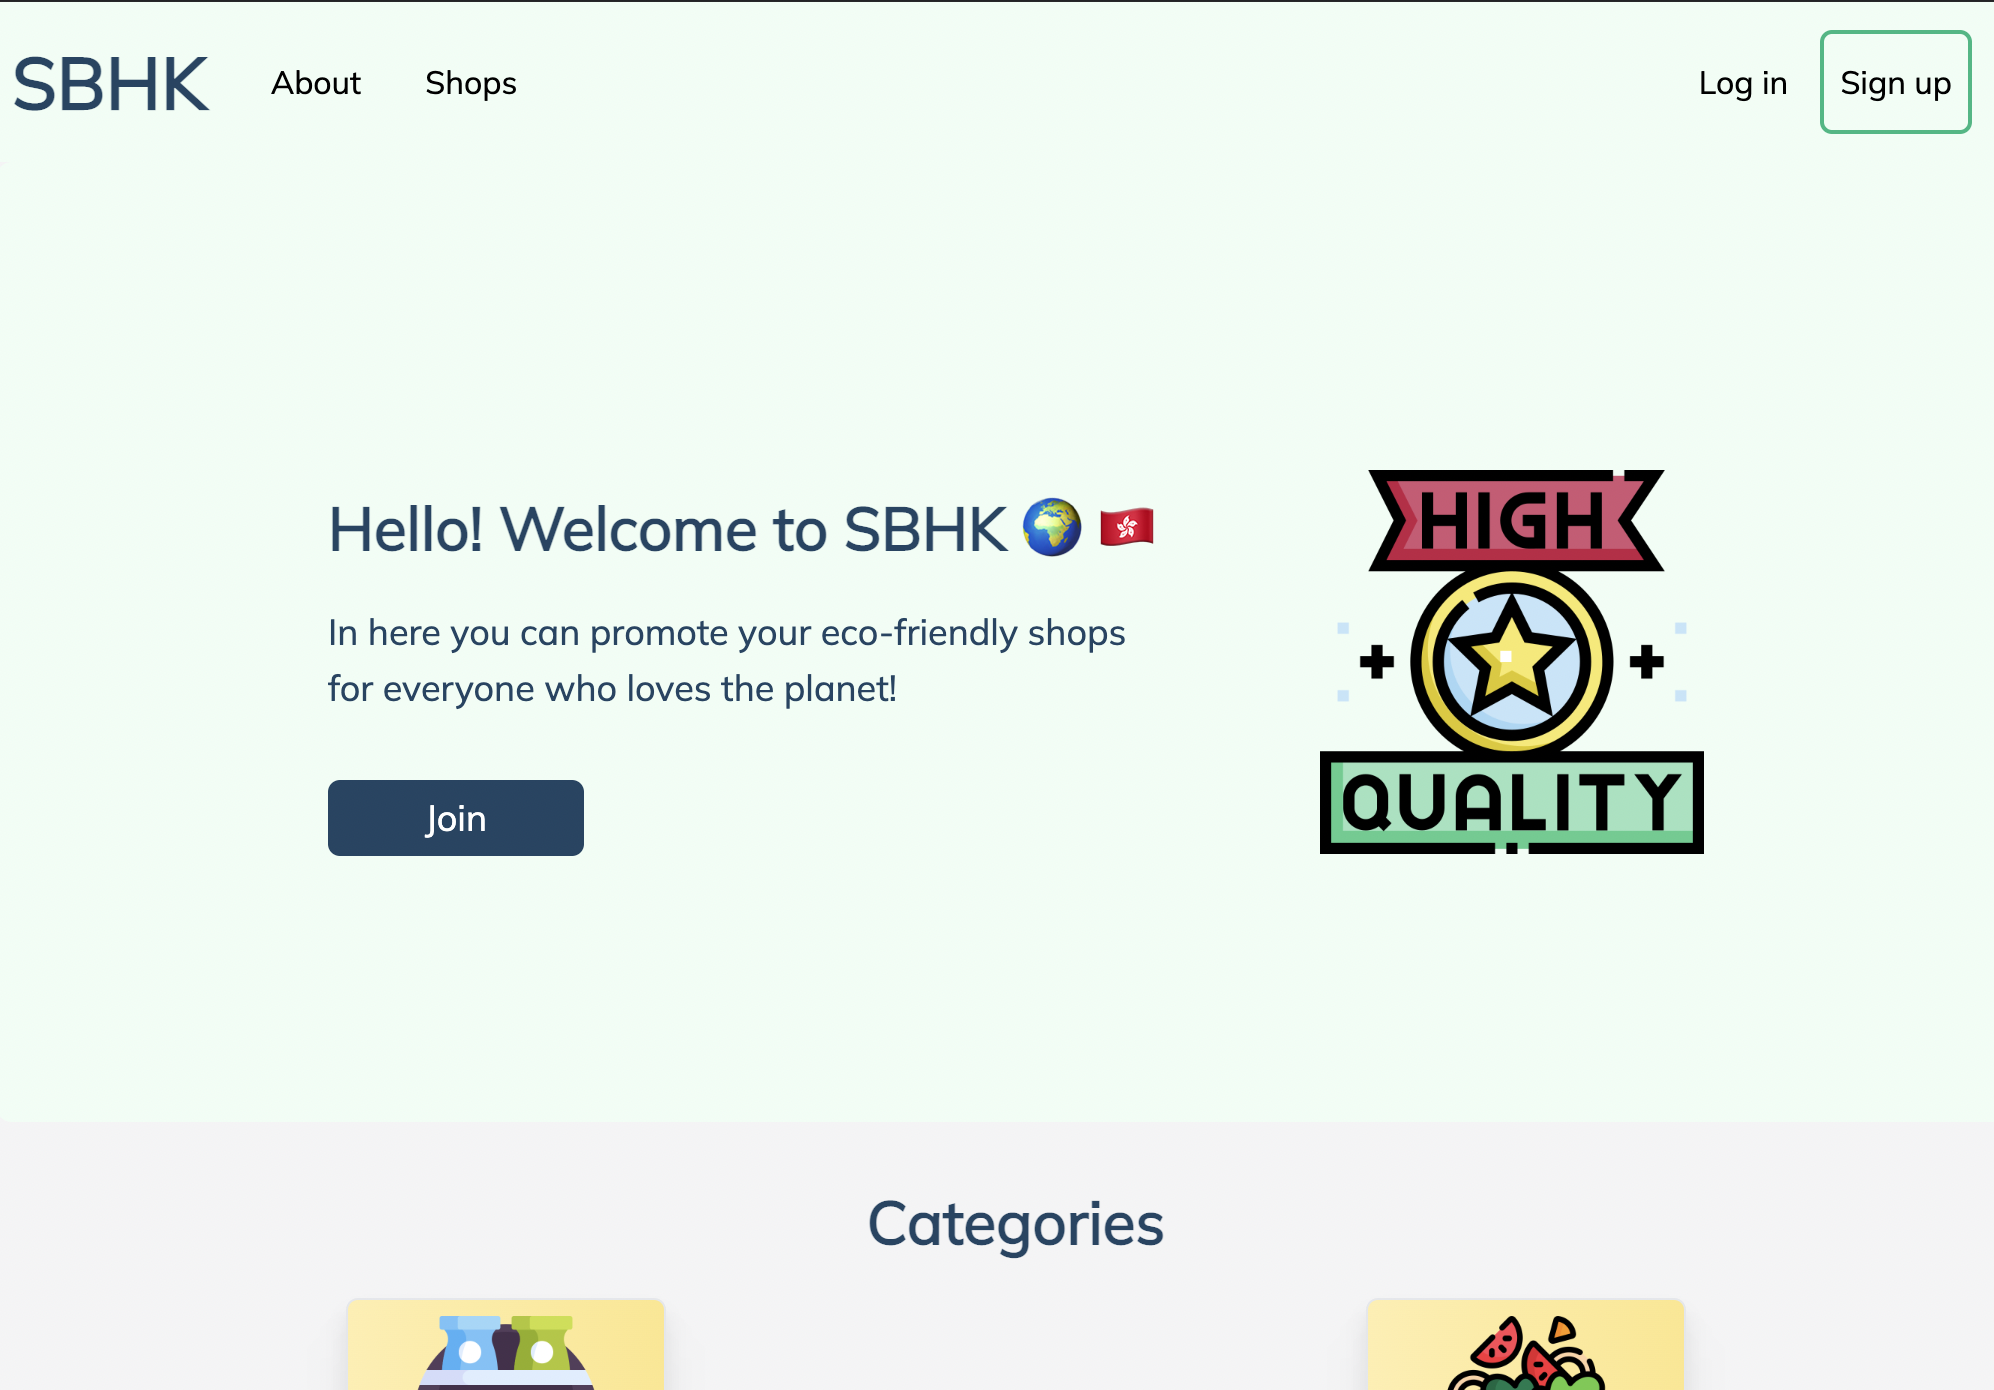 SBHK
About
Shops
Log in
Sign up
Hello! Welcome to SBHK 🌍 🇭🇰
In here you can promote your eco-friendly shops
for everyone who loves the planet!
Join
HIGH
QUALITY
Categories